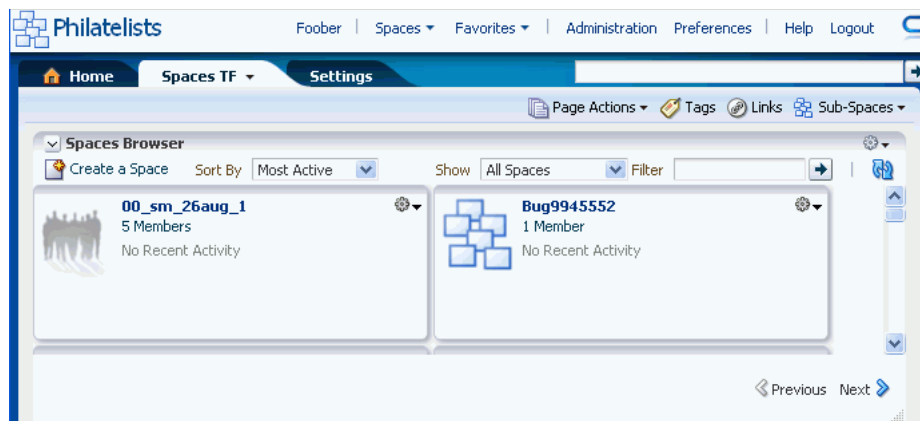 Philatelists Foober Spaces Favorites Administration Preferences Help Logout
Home Spaces TF Settings
Page Actions Tags Links Sub-Spaces
Spaces Browser
Create a Space Sort By Most Active Show All Spaces Filter
00_sm_26aug_1 Bug9945552
5 Members 1 Member
No Recent Activity No Recent Activity
Previous Next